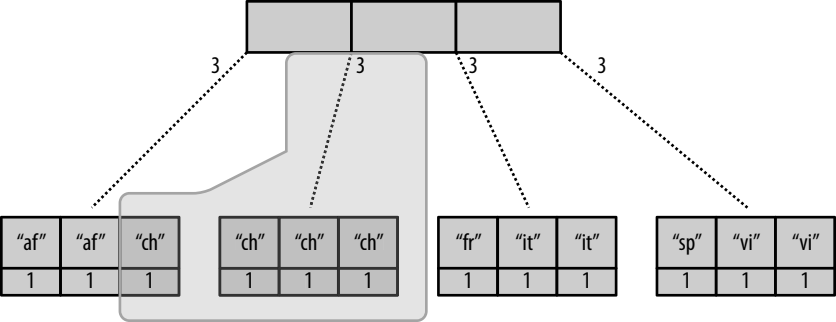 3 3 3 3
“af” “af” “ch” “ch” “ch” “ch” “fr” “it” “it” “sp” “vi” “vi”
1 1 1 1 1 1 1 1 1 1 1 1